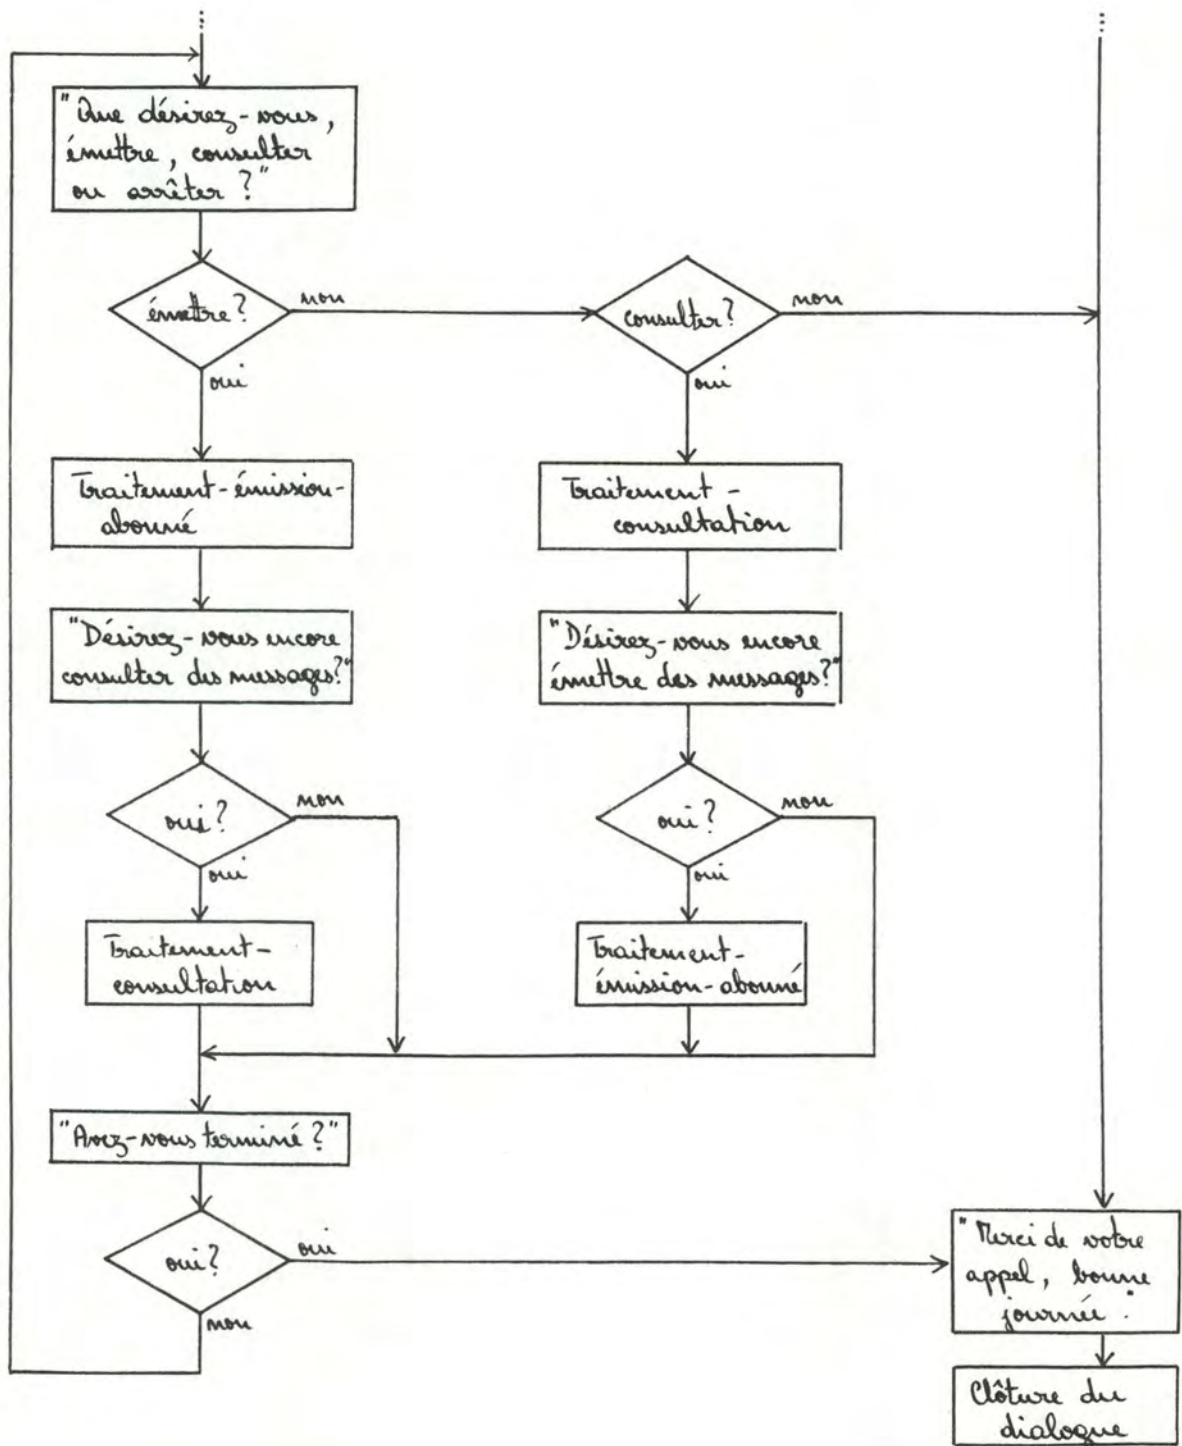 "Que désirez-vous,
émettre, consulter
ou arrêter ?"
émettre?
non
oui
consulter?
non
oui
Traitement-émission-
abonné
Traitement-
consultation
"Désirez-vous encore
consulter des messages?"
"Désirez-vous encore
émettre des messages?"
oui?
non
oui
oui?
non
oui
Traitement-
consultation
Traitement-
émission-abonné
"Avez-vous terminé ?"
oui?
oui
non
"Merci de votre
appel, bonne
journée."
Clôture du
dialogue